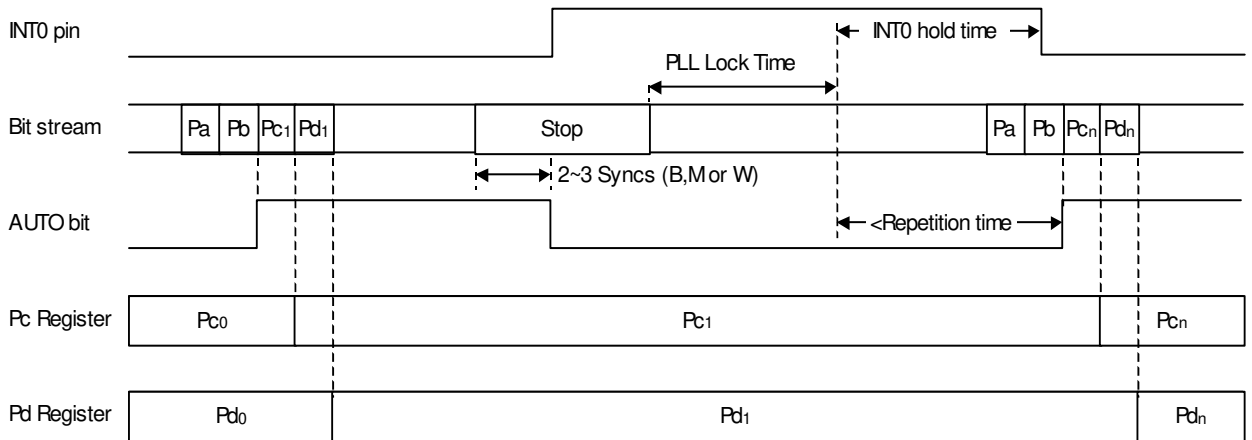 INT0 pin
INT0 hold time
PLL Lock Time
Bit stream
Pa Pb Pc1 Pd1 Stop Pa Pb Pcn Pdn
2~3 Syncs (B,M or W)
AUTO bit
<Repetition time
Pc Register Pc0 Pc1 Pcn
Pd Register Pd0 Pd1 Pdn